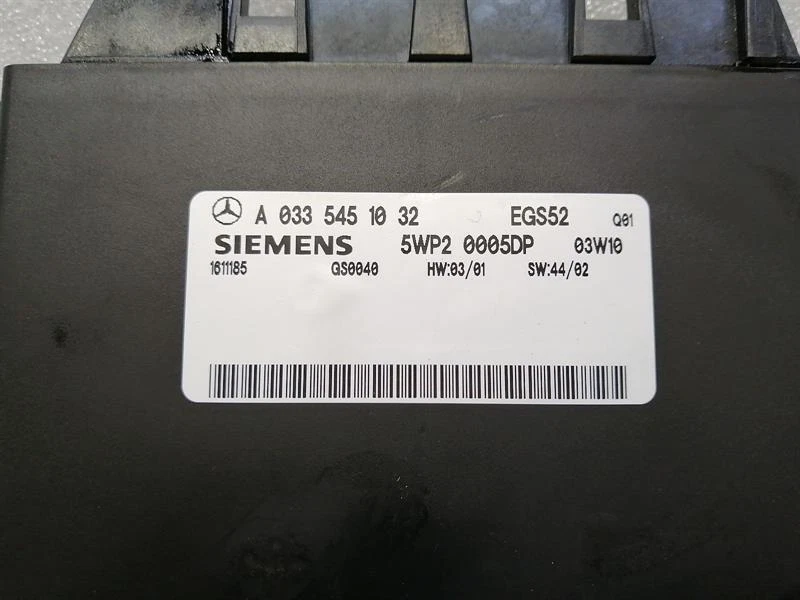 A 033 545 10 32 EGS52 Q01
SIEMENS 5WP2 0005DP 03W10
1611185 GS0040 HW:03/01 SW:44/02